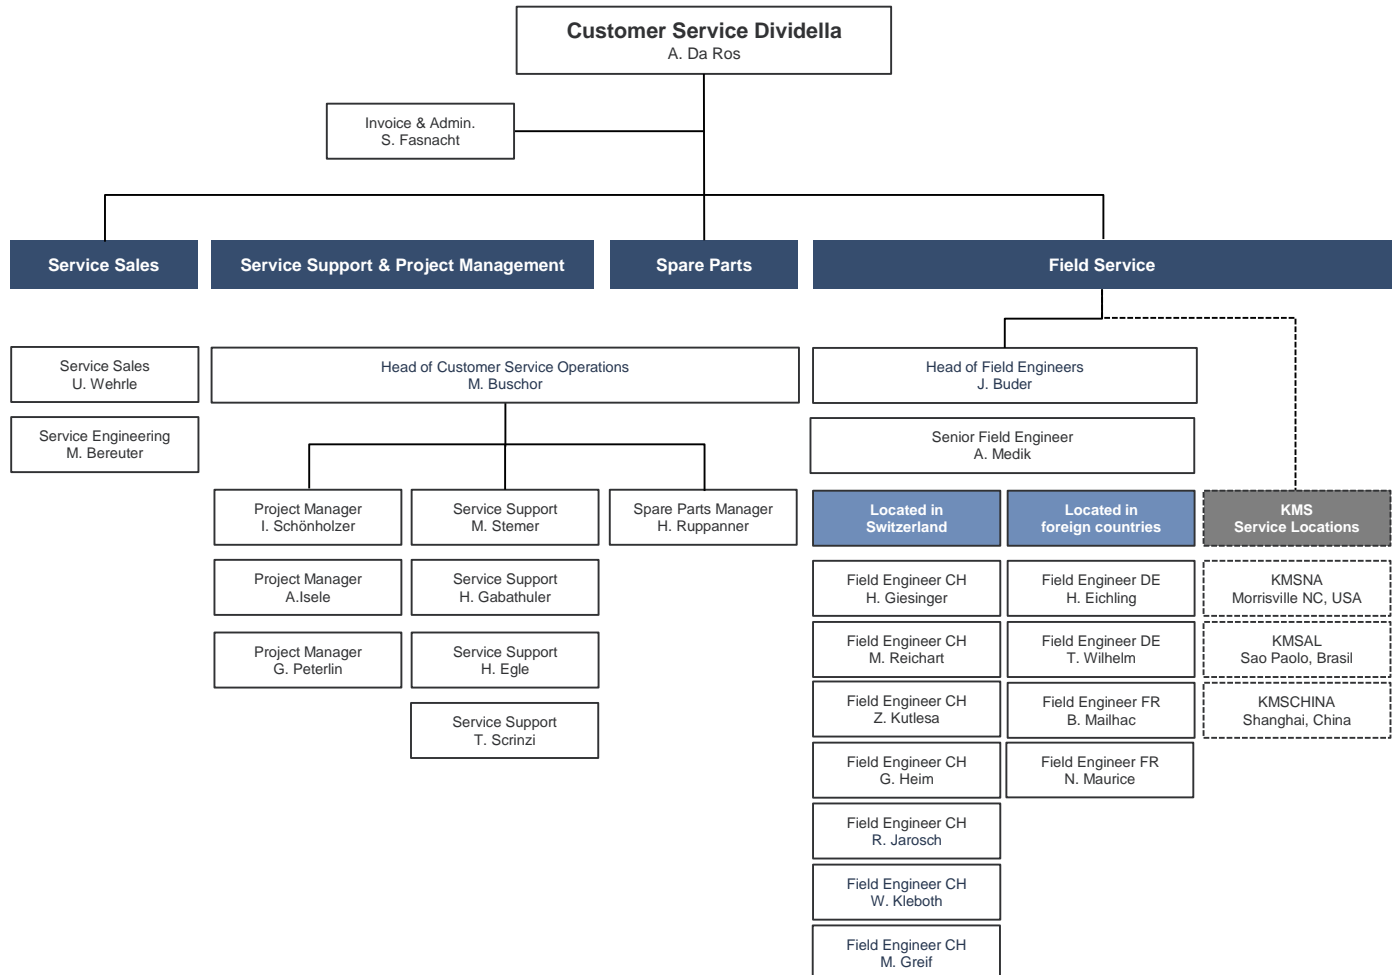 Customer Service Dividella
A. Da Ros
Invoice & Admin.
S. Fasnacht
Service Sales
Service Support & Project Management
Spare Parts
Field Service
Service Sales
U. Wehrle
Service Engineering
M. Bereuter
Head of Customer Service Operations
M. Buschor
Project Manager
I. Schönholzer
Project Manager
A.Isele
Project Manager
G. Peterlin
Service Support
M. Stemer
Service Support
H. Gabathuler
Service Support
H. Egle
Service Support
T. Scrinzi
Spare Parts Manager
H. Ruppanner
Head of Field Engineers
J. Buder
Senior Field Engineer
A. Medik
Located in
Switzerland
Field Engineer CH
H. Giesinger
Field Engineer CH
M. Reichart
Field Engineer CH
Z. Kutlesa
Field Engineer CH
G. Heim
Field Engineer CH
R. Jarosch
Field Engineer CH
W. Kleboth
Field Engineer CH
M. Greif
Located in
foreign countries
Field Engineer DE
H. Eichling
Field Engineer DE
T. Wilhelm
Field Engineer FR
B. Mailhac
Field Engineer FR
N. Maurice
KMS
Service Locations
KMSNA
Morrisville NC, USA
KMSAL
Sao Paolo, Brasil
KMSCHINA
Shanghai, China